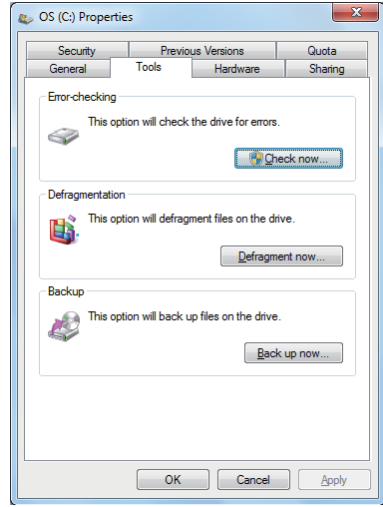 OS (C:) Properties
Security Previous Versions Quota
General Tools Hardware Sharing
Error-checking
This option will check the drive for errors.
Check now...
Defragmentation
This option will defragment files on the drive.
Defragment now...
Backup
This option will back up files on the drive.
Back up now...
OK Cancel Apply